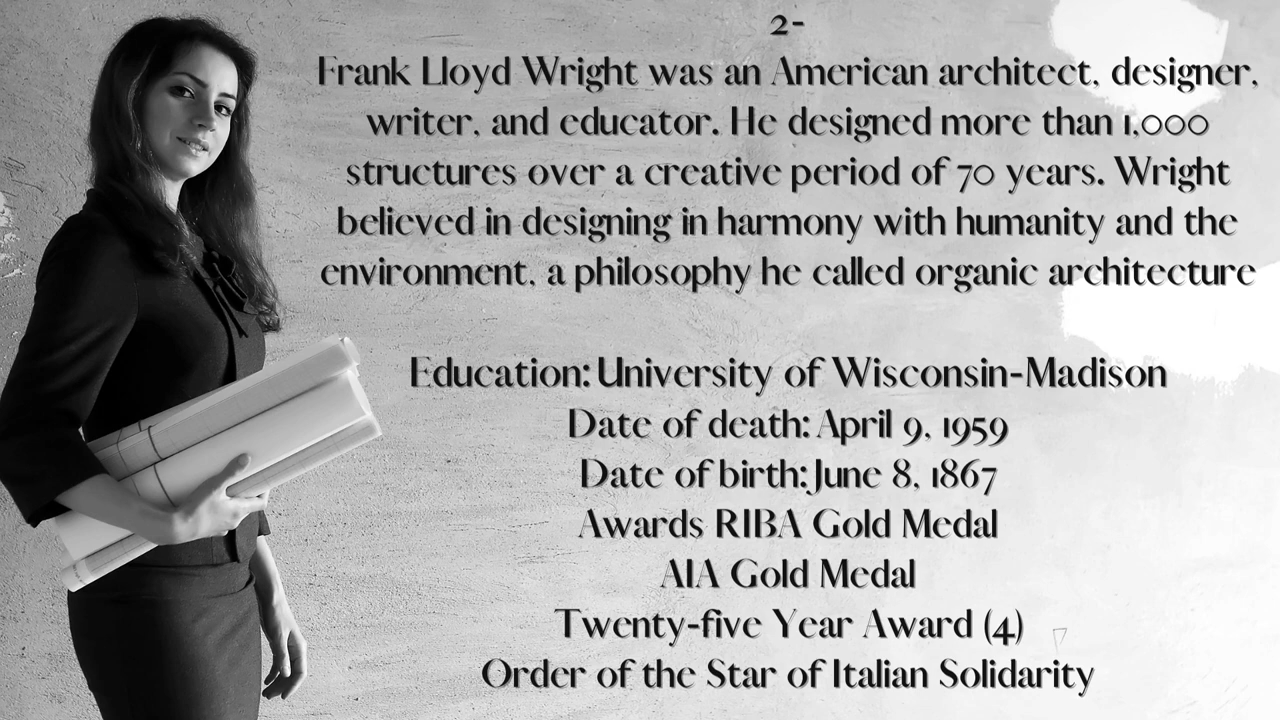 2-
Frank Lloyd Wright was an American architect, designer,
writer, and educator. He designed more than 1,000
structures over a creative period of 70 years. Wright
believed in designing in harmony with humanity and the
environment, a philosophy he called organic architecture
Education: University of Wisconsin-Madison
Date of death: April 9, 1959
Date of birth: June 8, 1867
Awards RIBA Gold Medal
AIA Gold Medal
Twenty-five Year Award (4)
Order of the Star of Italian Solidarity